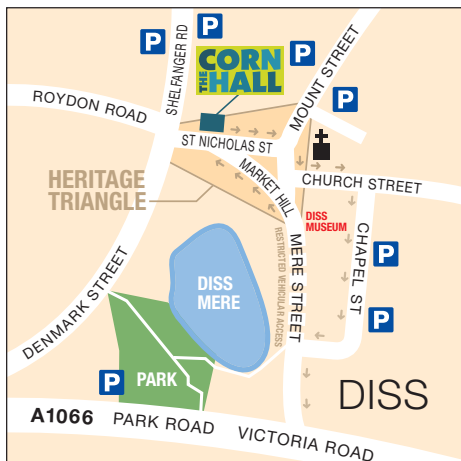 P
P
P
P
SHELFANGER RD
CORN
THE HALL
MOUNT STREET
ROYDON ROAD
ST NICHOLAS ST
HERITAGE
TRIANGLE
MARKET HILL
CHURCH STREET
DISS
MUSEUM
RESTRICTED VEHICULAR ACCESS
MERE STREET
CHAPEL ST
P
P
DISS
MERE
DENMARK STREET
P
PARK
DISS
A1066 PARK ROAD VICTORIA ROAD